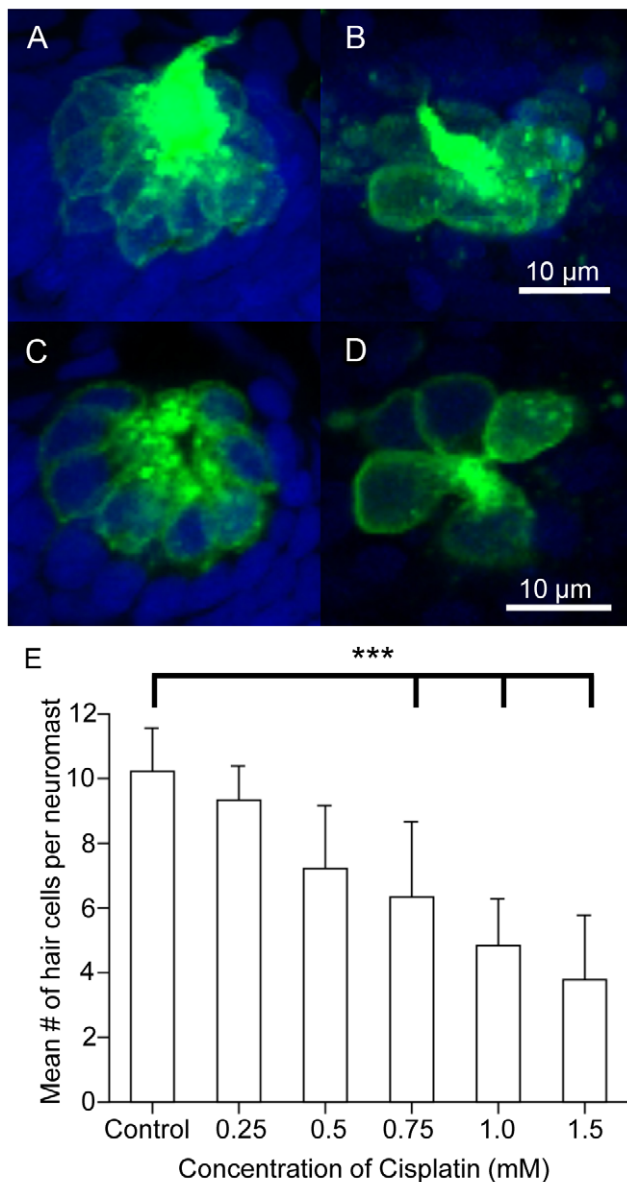 A
B
10 µm
C
D
10 µm
E
***
Mean # of hair cells per neuromast
12
10
8
6
4
2
0
Control 0.25 0.5 0.75 1.0 1.5
Concentration of Cisplatin (mM)